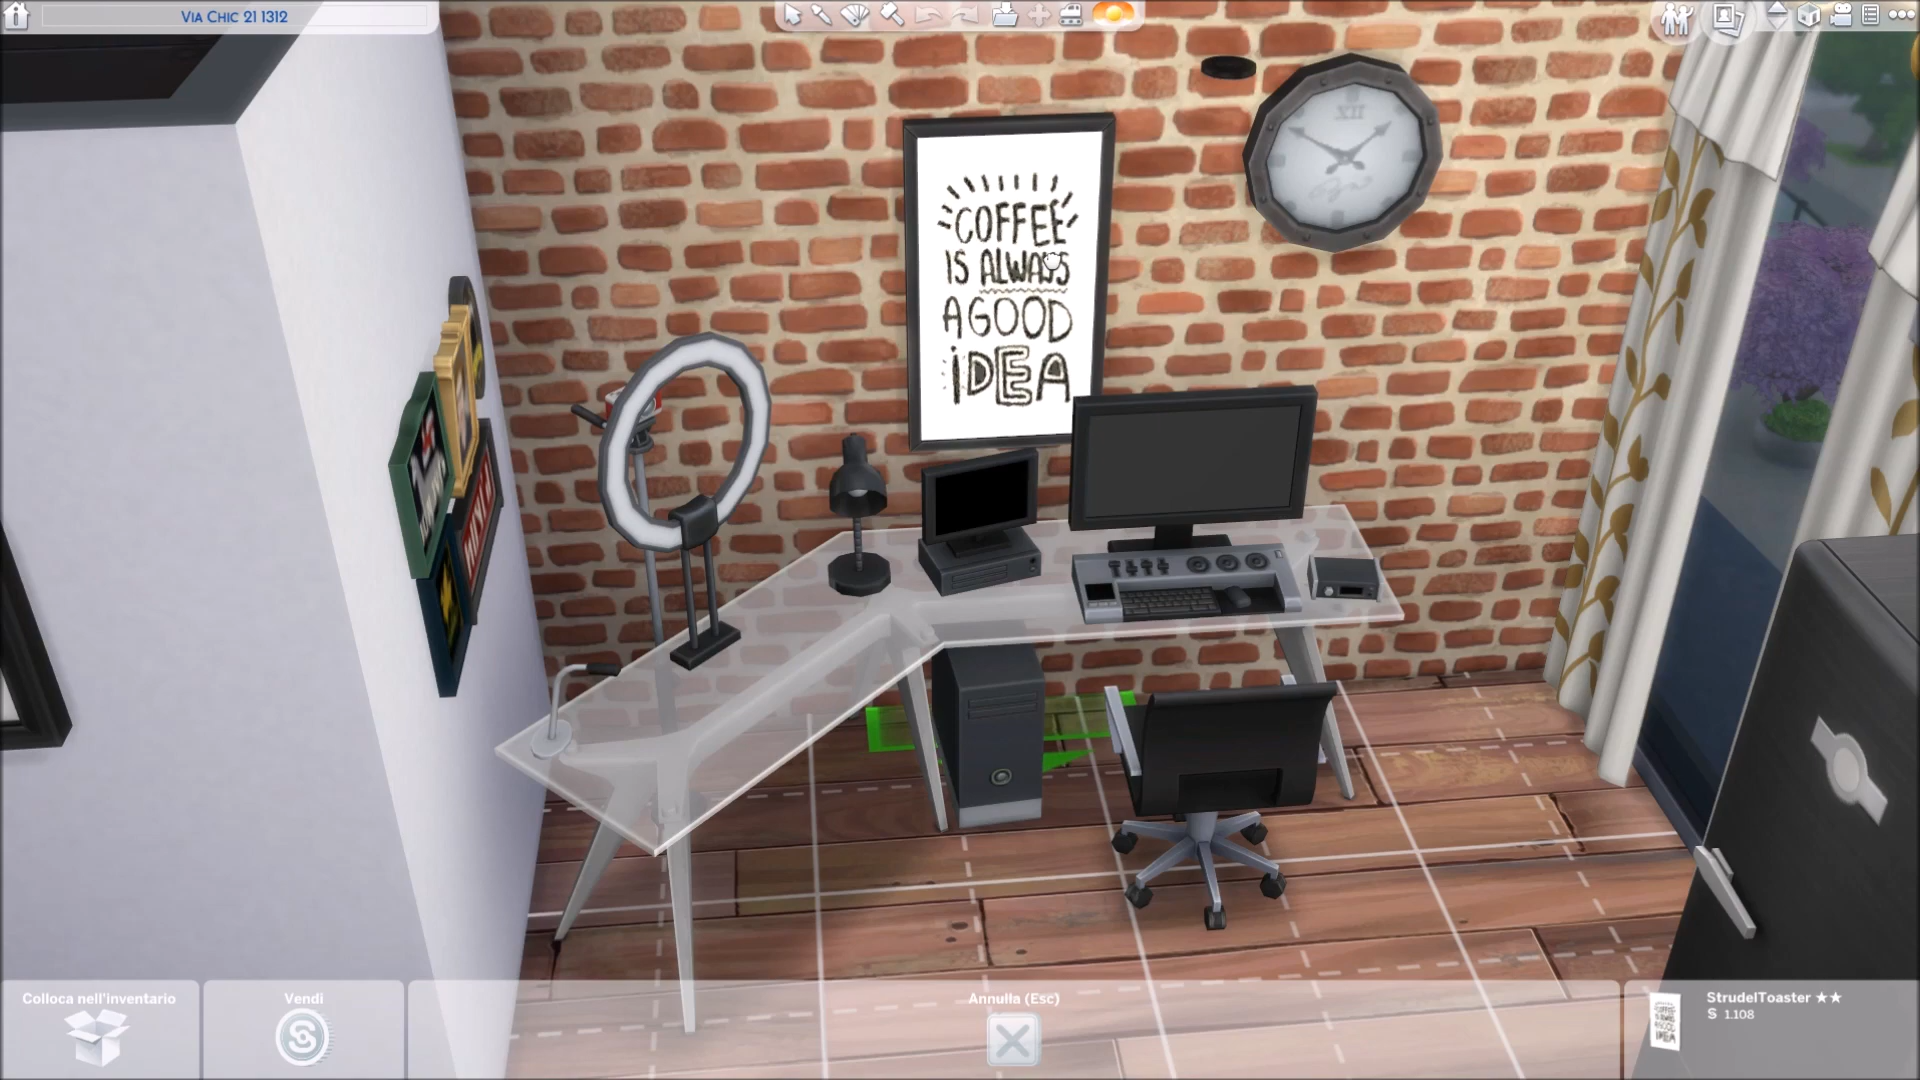 VIA CHIC 21 1312
XII
COFFEE
IS ALWAYS
A GOOD
IDEA
Colloca nell'inventario
Vendi
Annulla (Esc)
StrudelToaster ★★
S 1.108